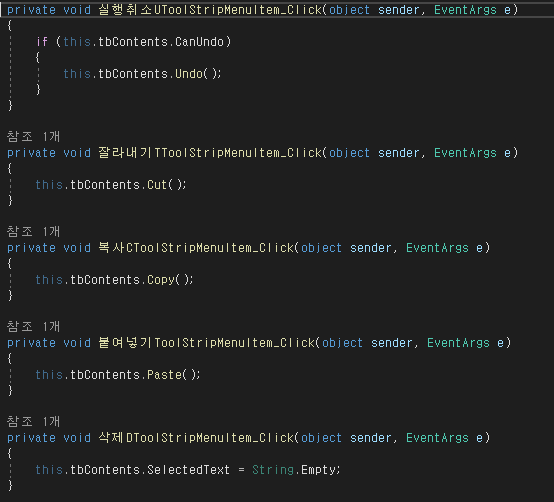 private void 실행취소UToolStripMenuItem_Click(object sender, EventArgs e)
{
    if (this.tbContents.CanUndo)
    {
        this.tbContents.Undo();
    }
}
참조 1개
private void 잘라내기TToolStripMenuItem_Click(object sender, EventArgs e)
{
    this.tbContents.Cut();
}
참조 1개
private void 복사CToolStripMenuItem_Click(object sender, EventArgs e)
{
    this.tbContents.Copy();
}
참조 1개
private void 붙여넣기ToolStripMenuItem_Click(object sender, EventArgs e)
{
    this.tbContents.Paste();
}
참조 1개
private void 삭제DToolStripMenuItem_Click(object sender, EventArgs e)
{
    this.tbContents.SelectedText = String.Empty;
}